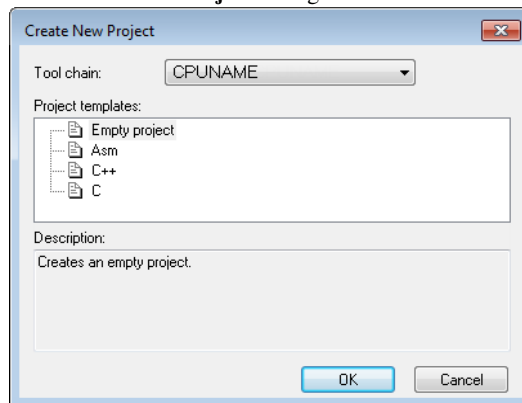 Create New Project
Tool chain: CPUNAME
Project templates:
Empty project
Asm
C++
C
Description:
Creates an empty project.
OK Cancel